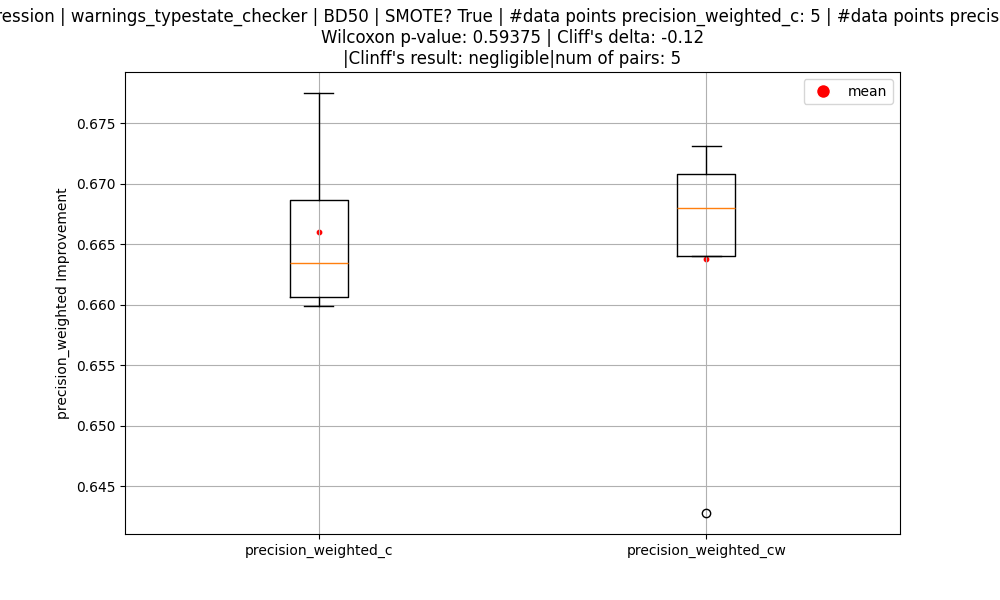 ression | warnings_typestate_checker | BD50 | SMOTE? True | #data points precision_weighted_c: 5 | #data points precis
Wilcoxon p-value: 0.59375 | Cliff's delta: -0.12
|Clinff's result: negligible|num of pairs: 5
mean
0.675
0.670
0.665
0.660
0.655
0.650
0.645
precision_weighted Improvement
precision_weighted_c
precision_weighted_cw